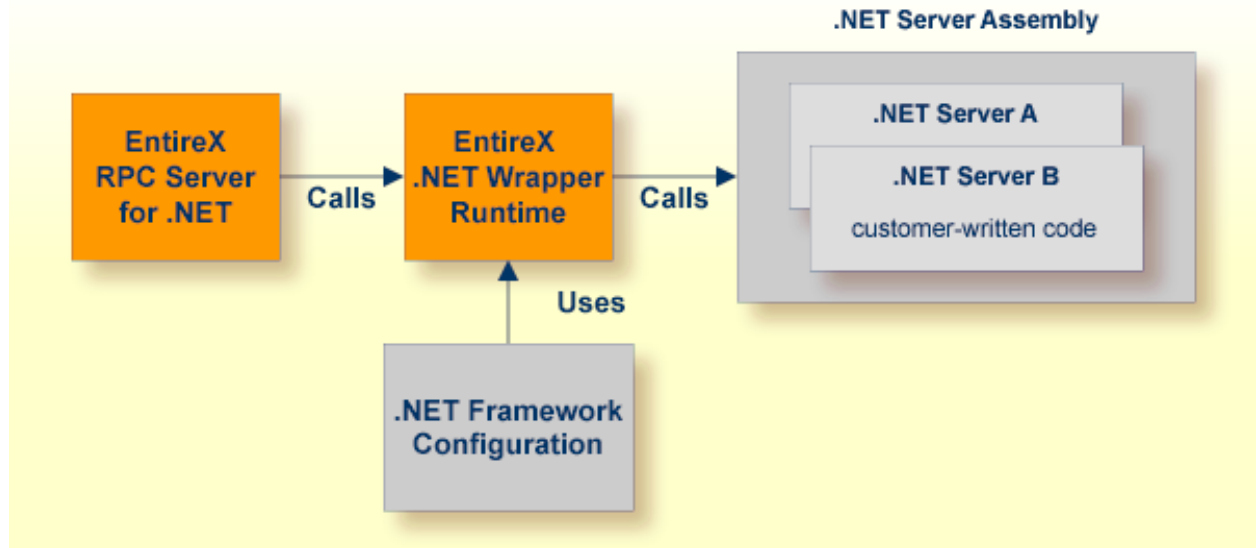 .NET Server Assembly
EntireX
RPC Server
for .NET
Calls
EntireX
.NET Wrapper
Runtime
Calls
.NET Server A
.NET Server B
customer-written code
Uses
.NET Framework
Configuration